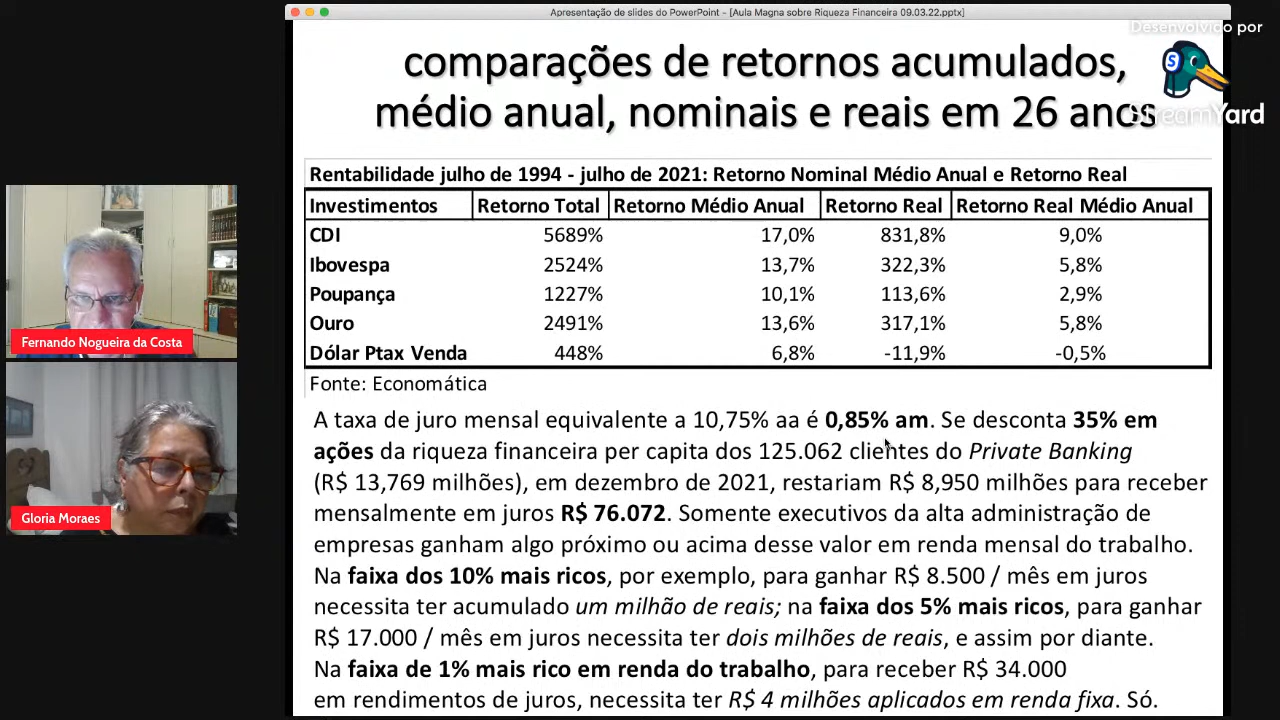 Apresentação de slides do PowerPoint - [Aula Magna sobre Riqueza Financeira 09.03.22.pptx]
Desenvolvido por
StreamYard
comparações de retornos acumulados,
médio anual, nominais e reais em 26 anos
Rentabilidade julho de 1994 - julho de 2021: Retorno Nominal Médio Anual e Retorno Real
Investimentos Retorno Total Retorno Médio Anual Retorno Real Retorno Real Médio Anual
CDI 5689% 17,0% 831,8% 9,0%
Ibovespa 2524% 13,7% 322,3% 5,8%
Poupança 1227% 10,1% 113,6% 2,9%
Ouro 2491% 13,6% 317,1% 5,8%
Dólar Ptax Venda 448% 6,8% -11,9% -0,5%
Fonte: Economática
A taxa de juro mensal equivalente a 10,75% aa é 0,85% am. Se desconta 35% em
ações da riqueza financeira per capita dos 125.062 clientes do Private Banking
(R$ 13,769 milhões), em dezembro de 2021, restariam R$ 8,950 milhões para receber
mensalmente em juros R$ 76.072. Somente executivos da alta administração de
empresas ganham algo próximo ou acima desse valor em renda mensal do trabalho.
Na faixa dos 10% mais ricos, por exemplo, para ganhar R$ 8.500 / mês em juros
necessita ter acumulado um milhão de reais; na faixa dos 5% mais ricos, para ganhar
R$ 17.000 / mês em juros necessita ter dois milhões de reais, e assim por diante.
Na faixa de 1% mais rico em renda do trabalho, para receber R$ 34.000
em rendimentos de juros, necessita ter R$ 4 milhões aplicados em renda fixa. Só.
Fernando Nogueira da Costa
Gloria Moraes